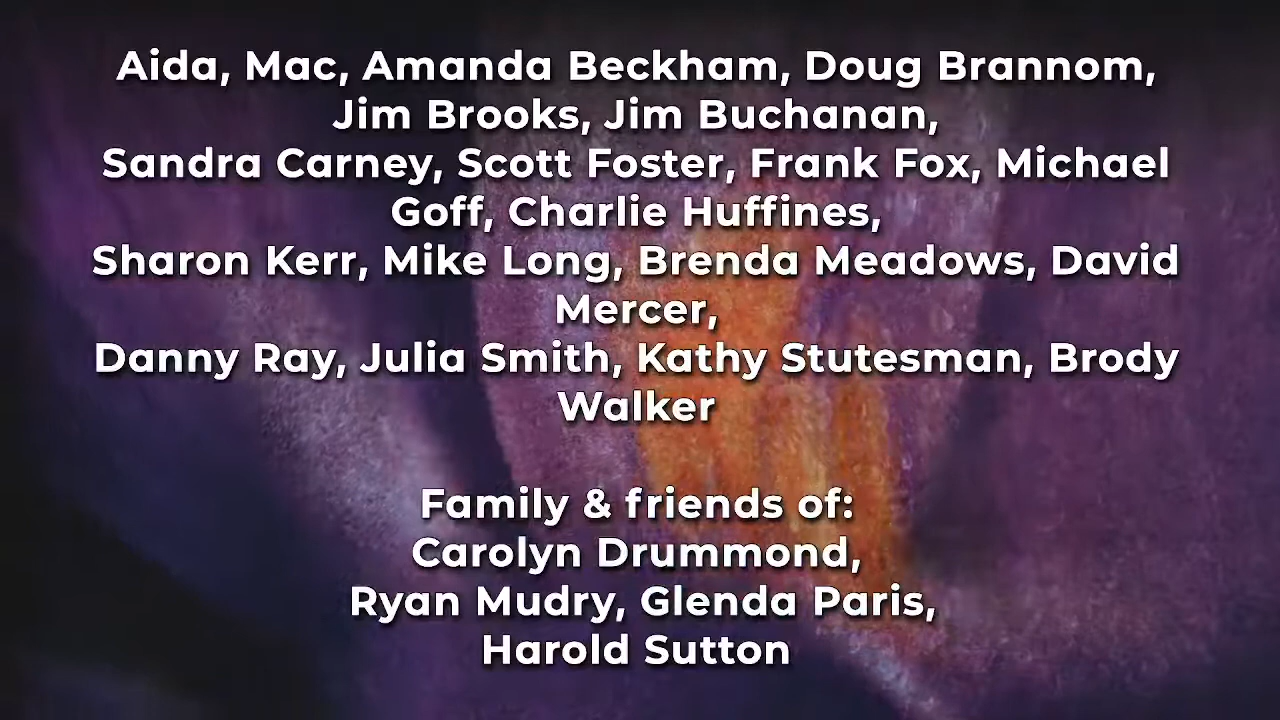 Aida, Mac, Amanda Beckham, Doug Brannom,
Jim Brooks, Jim Buchanan,
Sandra Carney, Scott Foster, Frank Fox, Michael
Goff, Charlie Huffines,
Sharon Kerr, Mike Long, Brenda Meadows, David
Mercer,
Danny Ray, Julia Smith, Kathy Stutesman, Brody
Walker
Family & friends of:
Carolyn Drummond,
Ryan Mudry, Glenda Paris,
Harold Sutton